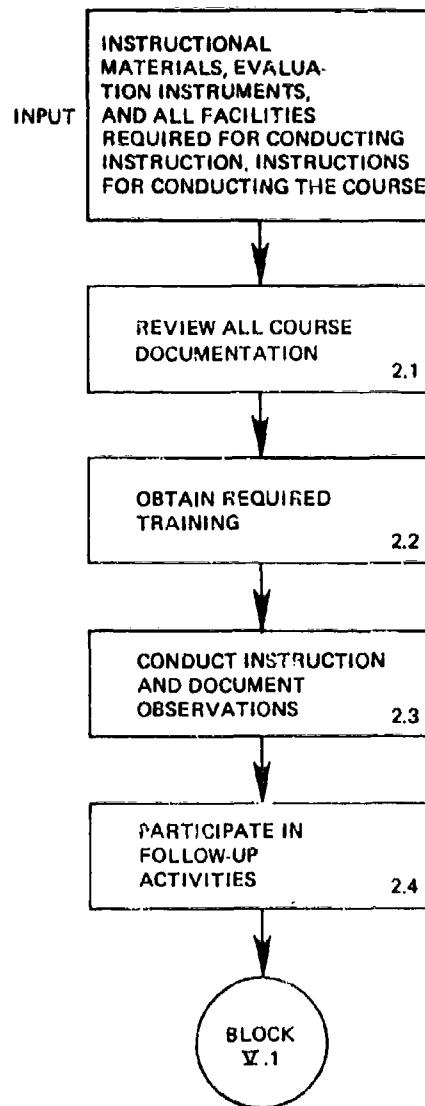 INSTRUCTIONAL
MATERIALS, EVALUA-
TION INSTRUMENTS,
AND ALL FACILITIES
REQUIRED FOR CONDUCTING
INSTRUCTION, INSTRUCTIONS
FOR CONDUCTING THE COURSE
INPUT
REVIEW ALL COURSE
DOCUMENTATION
2.1
OBTAIN REQUIRED
TRAINING
2.2
CONDUCT INSTRUCTION
AND DOCUMENT
OBSERVATIONS
2.3
PARTICIPATE IN
FOLLOW-UP
ACTIVITIES
2.4
BLOCK
V.1